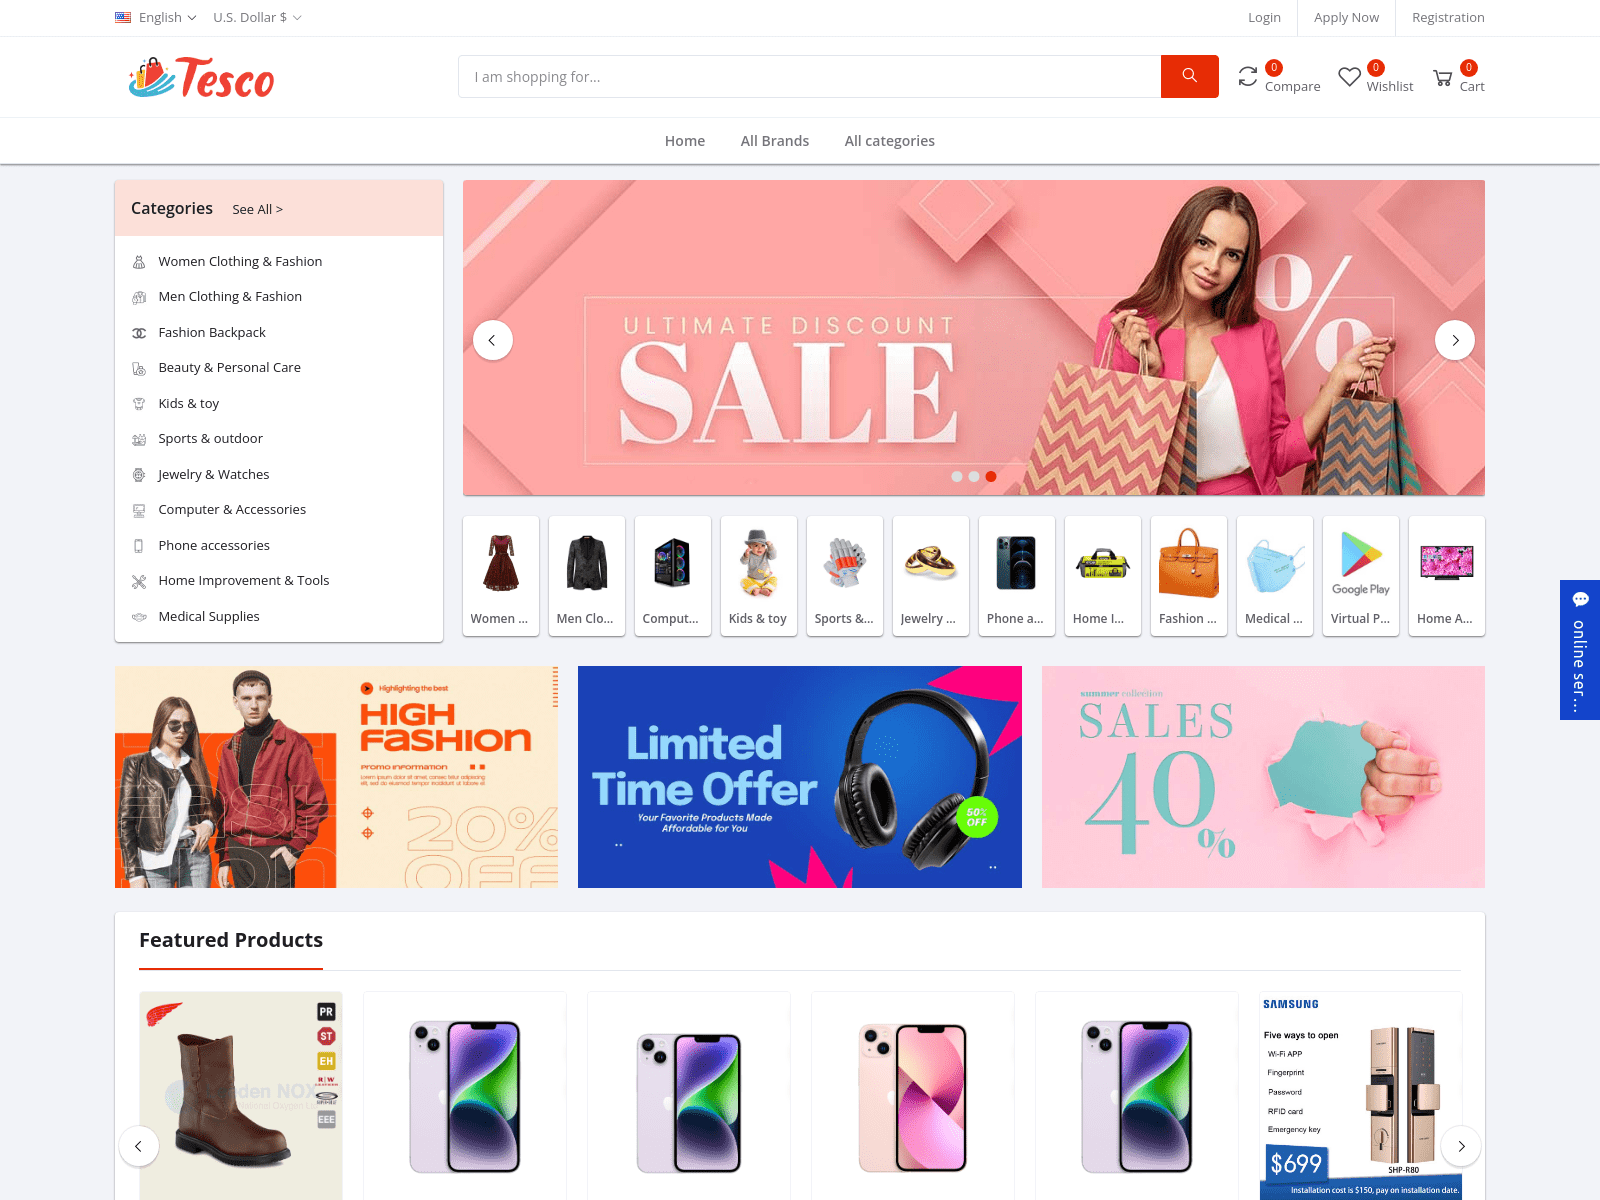 English
U.S. Dollar $
Login
Apply Now
Registration
Tesco
I am shopping for...
0
Compare
0
Wishlist
0
Cart
Home
All Brands
All categories
Categories
See All >
Women Clothing & Fashion
Men Clothing & Fashion
Fashion Backpack
Beauty & Personal Care
Kids & toy
Sports & outdoor
Jewelry & Watches
Computer & Accessories
Phone accessories
Home Improvement & Tools
Medical Supplies
ULTIMATE DISCOUNT
SALE
%
Women ...
Men Clo...
Comput...
Kids & toy
Sports &...
Jewelry ...
Phone a...
Home I...
Fashion ...
Medical ...
Google Play
Virtual P...
Home A...
online ser...
Highlighting the best
HIGH
FASHION
PROMO INFORMATION
Lorem ipsum dolor sit amet, consec tetur adipiscing
elit, sed do eiusmod tempor incididunt ut labore et
20%
OFF
Limited
Time Offer
Your Favorite Products Made
Affordable for You
50%
OFF
summer collection
SALES
40
%
Featured Products
PR
ST
EH
R|W
EEE
SAMSUNG
Five ways to open
Wi-Fi APP
Fingerprint
Password
RFID card
Emergency key
$699
SHP-R80
Installation cost is $150, pay on installation date.